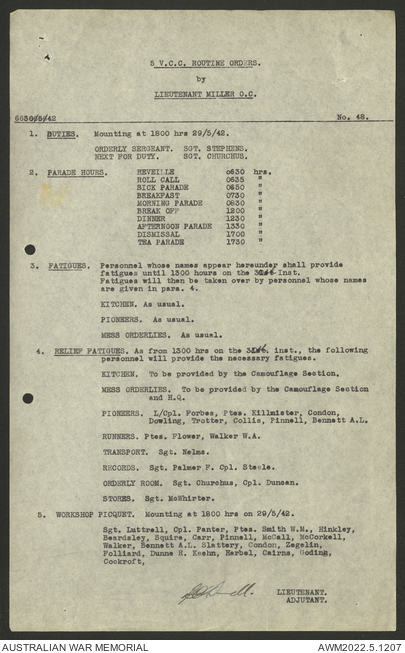 5 V.C.C. ROUTINE ORDERS.
by
LIEUTENANT MILLER O.C.
30/5/42 No. 48.
1. DUTIES. Mounting at 1800 hrs 29/5/42.
ORDERLY SERGEANT. SGT. STEPHENS.
NEXT FOR DUTY. SGT. CHURCHUS.
2. PARADE HOURS. REVEILLE 0630 hrs.
ROLL CALL 0635 "
SICK PARADE 0650 "
BREAKFAST 0730 "
MORNING PARADE 0830 "
BREAK OFF 1200 "
DINNER 1230 "
AFTERNOON PARADE 1330 "
DISMISSAL 1700 "
TEA PARADE 1730 "
3. FATIGUES. Personnel whose names appear hereunder shall provide
fatigues until 1300 hours on the Inst.
Fatigues will then be taken over by personnel whose names
are given in para. 4.
KITCHEN. As usual.
PIONEERS. As usual.
MESS ORDERLIES. As usual.
4. RELIEF FATIGUES. As from 1300 hrs on the inst., the following
personnel will provide the necessary fatigues.
KITCHEN. To be provided by the Camouflage Section.
MESS ORDERLIES. To be provided by the Camouflage Section
and H.Q.
PIONEERS. L/Cpl. Forbes, Ptes. Killmister, Condon,
Dowling, Trotter, Collis, Pinnell, Bennett A.L.
RUNNERS. Ptes. Flower, Walker W.A.
TRANSPORT. Sgt. Nelms.
RECORDS. Sgt. Palmer F. Cpl. Steele.
ORDERLY ROOM. Sgt. Churchus, Cpl. Duncan.
STORES. Sgt. McWhirter.
5. WORKSHOP PICQUET. Mounting at 1800 hrs on 29/5/42.
Sgt. Luttrell, Cpl. Panter, Ptes. Smith W.M., Hinkley,
Beardsley, Squire, Carr, Pinnell, McCall, McCorkell,
Walker, Bennett A.L. Slattery, Condon, Zegelin,
Folliard, Dunne H. Keehn, Herbel, Cairns, Goding,
Cockroft,
LIEUTENANT.
ADJUTANT.
AUSTRALIAN WAR MEMORIAL AWM2022.5.1207